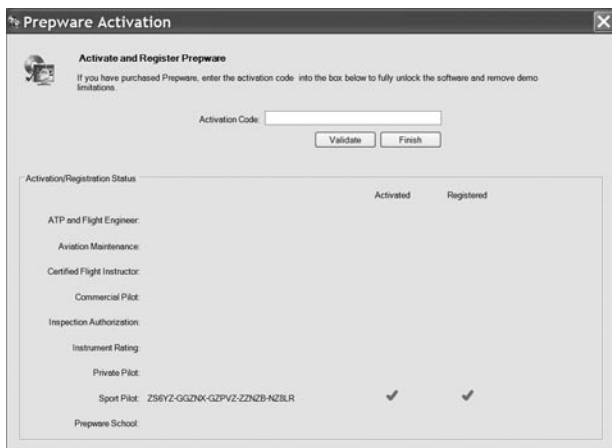 Prepware Activation
Activate and Register Prepware
If you have purchased Prepware, enter the activation code into the box below to fully unlock the software and remove demo
limitations.
Activation Code:
Validate Finish
Activation/Registration Status
Activated Registered
ATP and Flight Engineer:
Aviation Maintenance:
Certified Flight Instructor:
Commercial Pilot:
Inspection Authorization:
Instrument Rating:
Private Pilot:
Sport Pilot: ZS6YZ-GGZNX-GZPVZ-ZZNZB-NZ8LR
Prepware School: